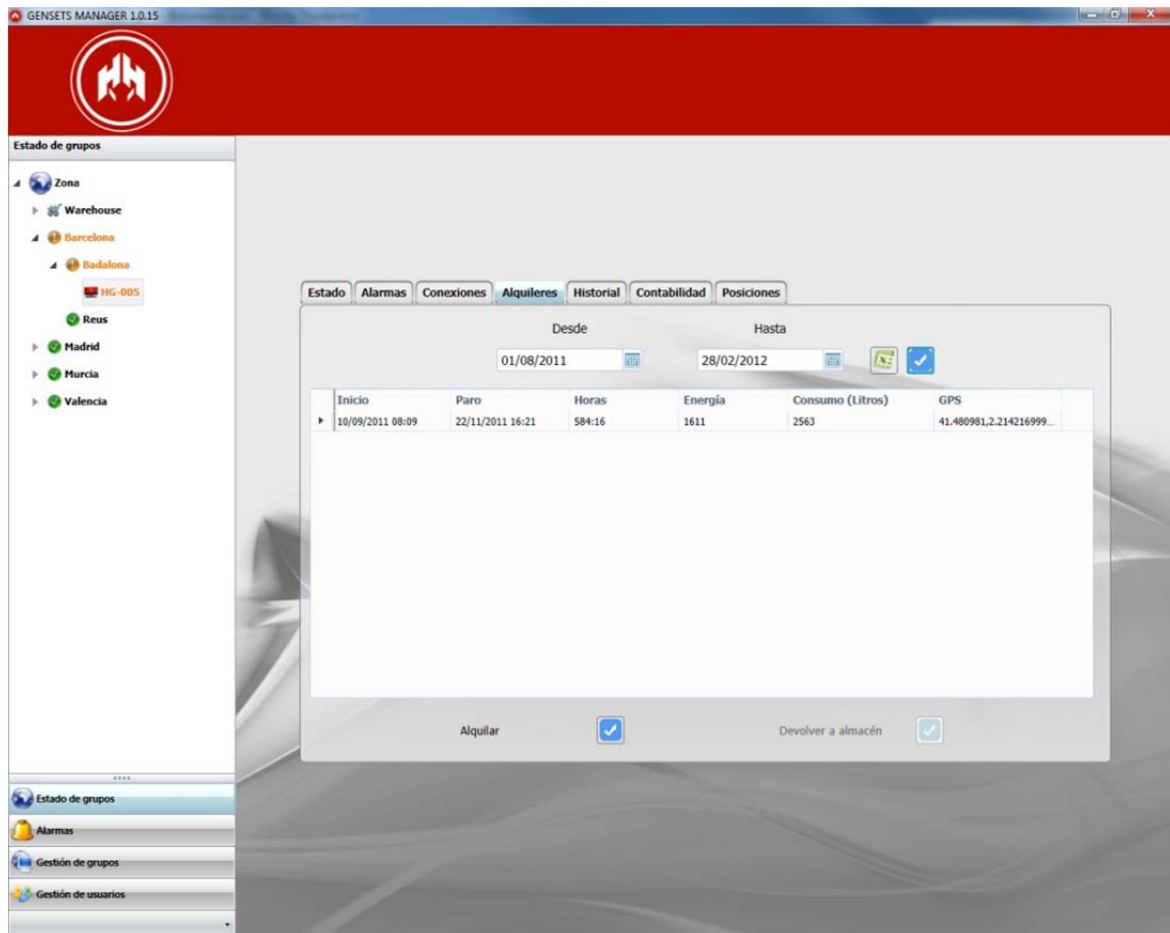 GENSETS MANAGER 1.0.15
Estado de grupos
Zona
Warehouse
Barcelona
Badalona
HG-005
Reus
Madrid
Murcia
Valencia
Estado Alarmas Conexiones Alquileres Historial Contabilidad Posiciones
Desde Hasta
01/08/2011 28/02/2012
Inicio Paro Horas Energía Consumo (Litros) GPS
10/09/2011 08:09 22/11/2011 16:21 584:16 1611 2563 41.480981,2.214216999...
Alquilar Devolver a almacén
Estado de grupos
Alarmas
Gestión de grupos
Gestión de usuarios